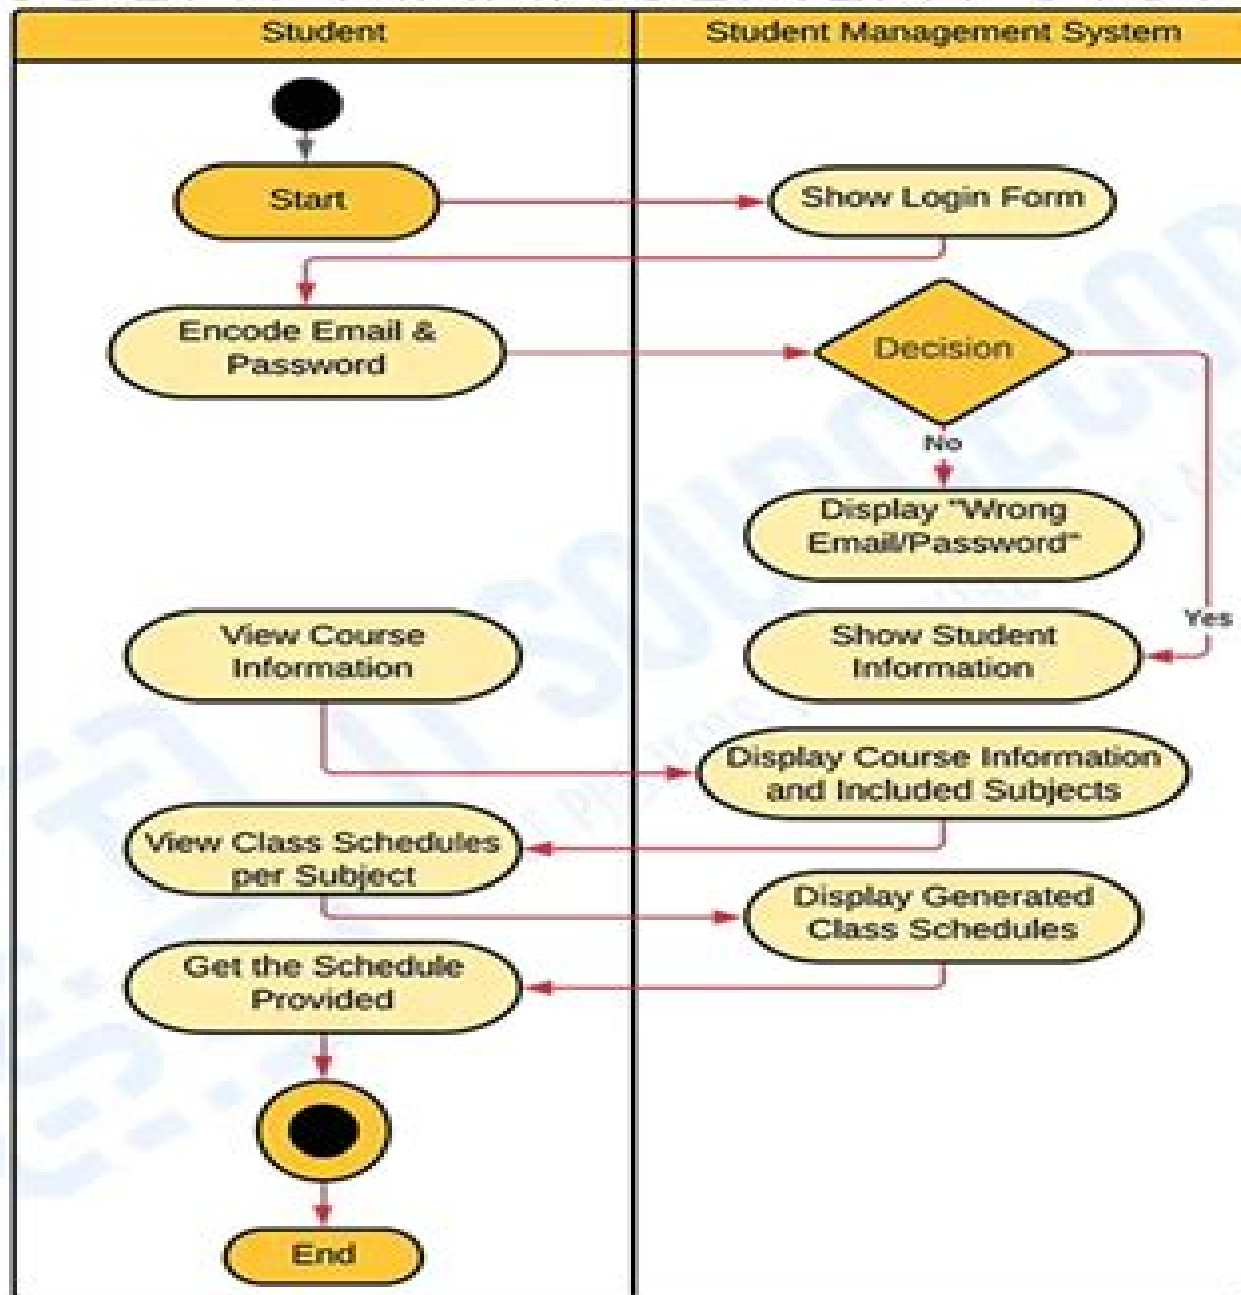 Student
Student Management System
Start
Show Login Form
Encode Email &
Password
Decision
No
Display "Wrong
Email/Password"
Yes
View Course
Information
Show Student
Information
Display Course Information
and Included Subjects
View Class Schedules
per Subject
Display Generated
Class Schedules
Get the Schedule
Provided
End